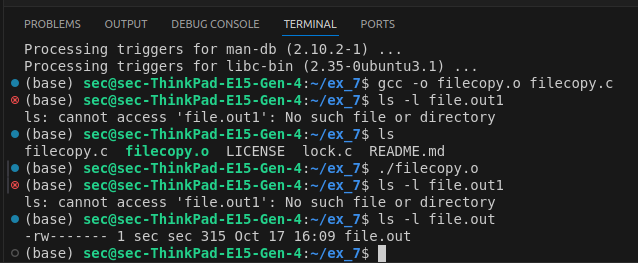 PROBLEMS OUTPUT DEBUG CONSOLE TERMINAL PORTS
Processing triggers for man-db (2.10.2-1) ...
Processing triggers for libc-bin (2.35-0ubuntu3.1) ...
(base) sec@sec-ThinkPad-E15-Gen-4:~/ex_7$ gcc -o filecopy.o filecopy.c
(base) sec@sec-ThinkPad-E15-Gen-4:~/ex_7$ ls -l file.out1
ls: cannot access 'file.out1': No such file or directory
(base) sec@sec-ThinkPad-E15-Gen-4:~/ex_7$ ls
filecopy.c filecopy.o LICENSE lock.c README.md
(base) sec@sec-ThinkPad-E15-Gen-4:~/ex_7$ ./filecopy.o
(base) sec@sec-ThinkPad-E15-Gen-4:~/ex_7$ ls -l file.out1
ls: cannot access 'file.out1': No such file or directory
(base) sec@sec-ThinkPad-E15-Gen-4:~/ex_7$ ls -l file.out
-rw------- 1 sec sec 315 Oct 17 16:09 file.out
(base) sec@sec-ThinkPad-E15-Gen-4:~/ex_7$